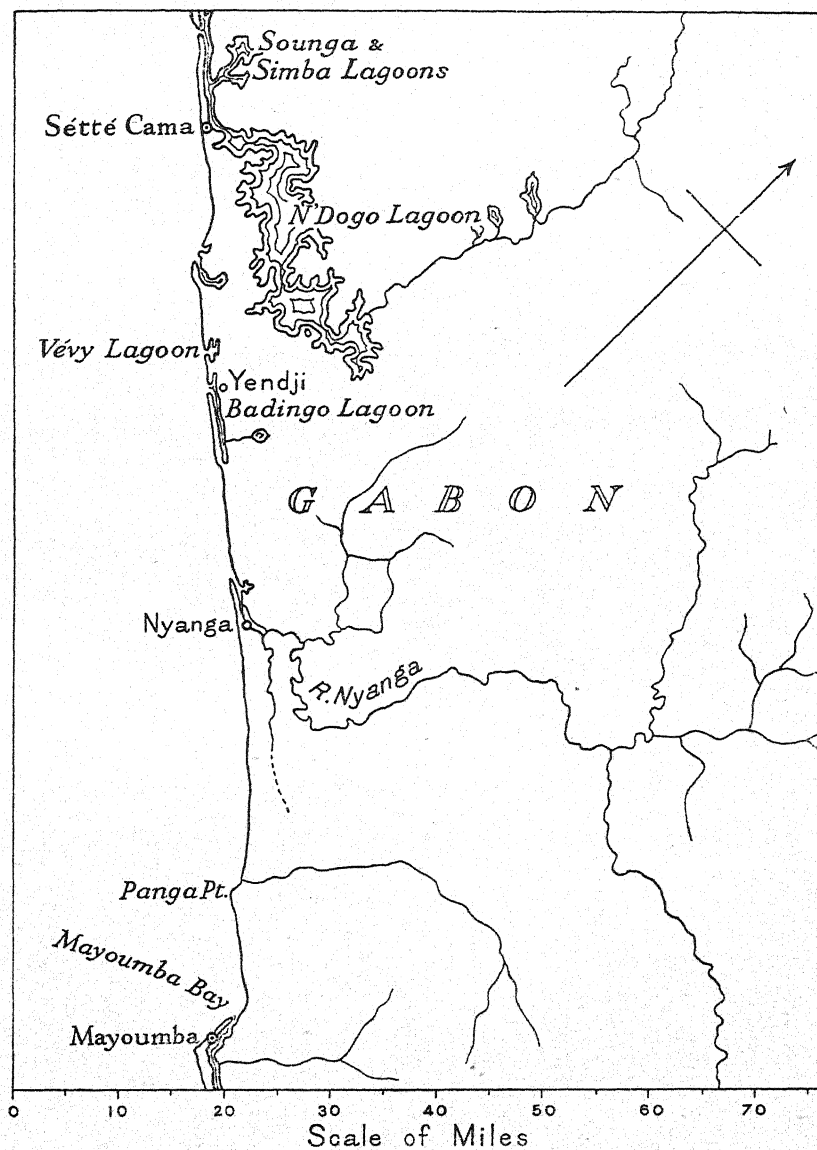 Sounga &
Simba Lagoons
Sétté Cama
N'Dogo Lagoon
Vévy Lagoon
Yendji
Badingo Lagoon
GABON
Nyanga
R. Nyanga
Panga Pt.
Mayoumba Bay
Mayoumba
0 10 20 30 40 50 60 70
Scale of Miles